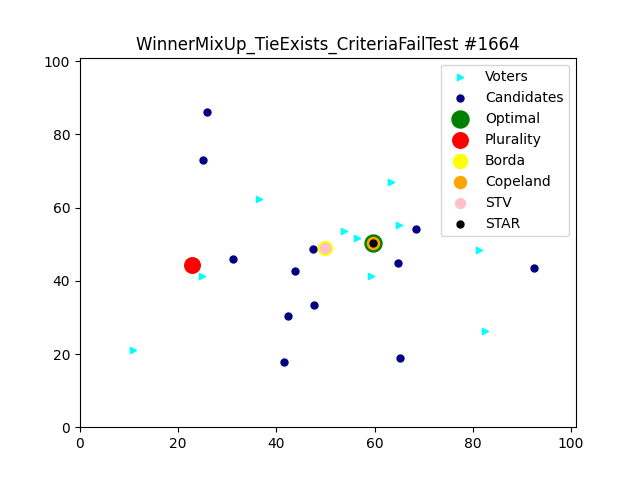 WinnerMixUp_TieExists_CriteriaFailTest #1664
Voters
Candidates
Optimal
Plurality
Borda
Copeland
STV
STAR
100
80
60
40
20
0
0 20 40 60 80 100